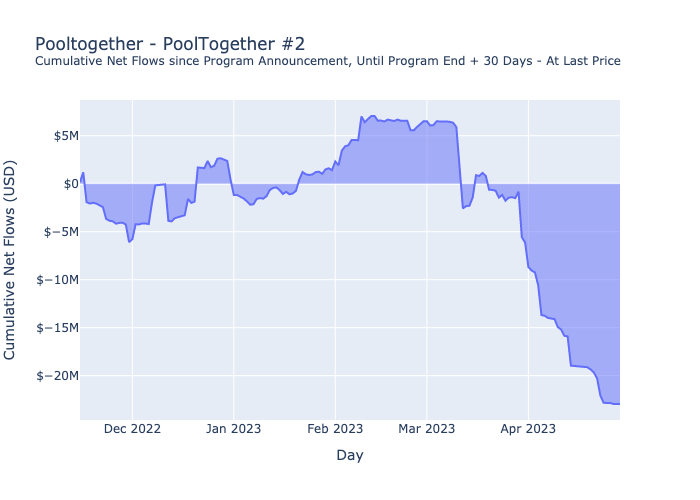 Pooltogether - PoolTogether #2
Cumulative Net Flows since Program Announcement, Until Program End + 30 Days - At Last Price
Cumulative Net Flows (USD)
$5M
$0
$−5M
$−10M
$−15M
$−20M
Dec 2022
Jan 2023
Feb 2023
Mar 2023
Apr 2023
Day